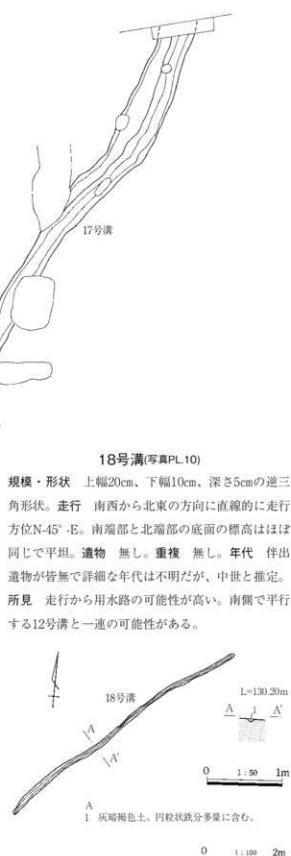 17号溝
18号溝(写真PL.10)
規模・形状　上幅20cm、下幅10cm、深さ5cmの逆三
角形状。走行　南西から北東の方向に直線的に走行
方位N-45°-E。南端部と北端部の底面の標高はほぼ
同じで平坦。遺物　無し。重複　無し。年代　伴出
遺物が皆無で詳細な年代は不明だが、中世と推定。
所見　走行から用水路の可能性が高い。南側で平行
する12号溝と一連の可能性がある。
18号溝
A
A'
L=130.20m
A 1 A'
0 1:50 1m
A
1 灰暗褐色土。円粒状鉄分多量に含む。
0 1:100 2m